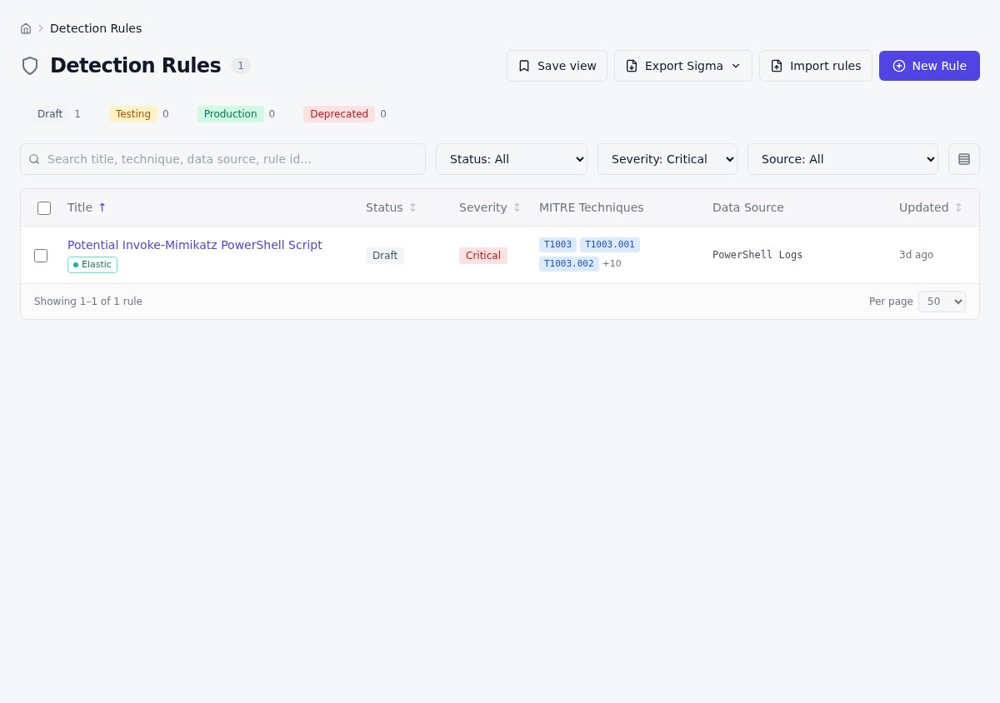 Detection Rules
Detection Rules 1
Save view
Export Sigma
Import rules
New Rule
Draft 1
Testing 0
Production 0
Deprecated 0
Search title, technique, data source, rule id...
Status: All
Severity: Critical
Source: All
Title ↑ Status ↕ Severity ↕ MITRE Techniques Data Source Updated ↕
Potential Invoke-Mimikatz PowerShell Script
Elastic
Draft
Critical
T1003 T1003.001
T1003.002 +10
PowerShell Logs
3d ago
Showing 1–1 of 1 rule
Per page 50